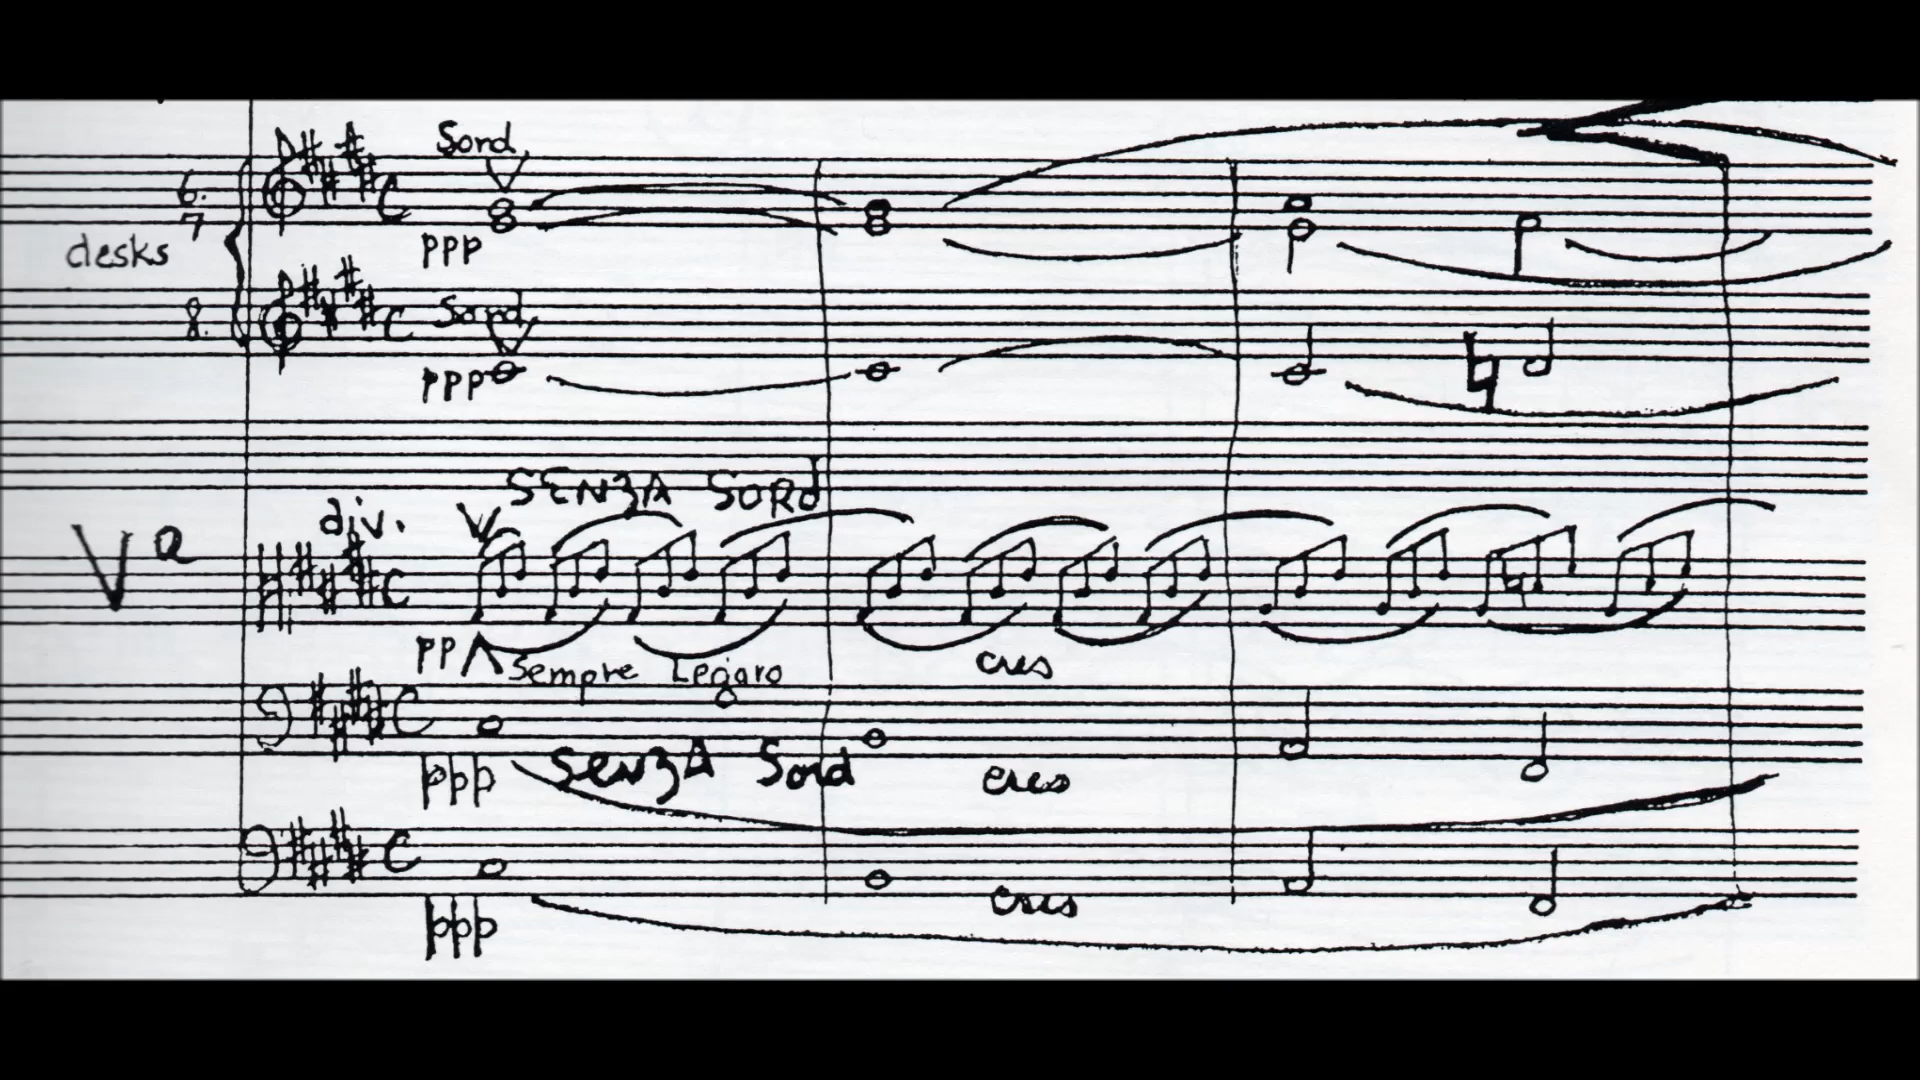 Sord.
6.
7
ppp
desks
Sord.
8.
ppp
SENZA SORD
div.
Va
pp Sempre Legato
cres
SENZA Sord
ppp
cres
cres
ppp